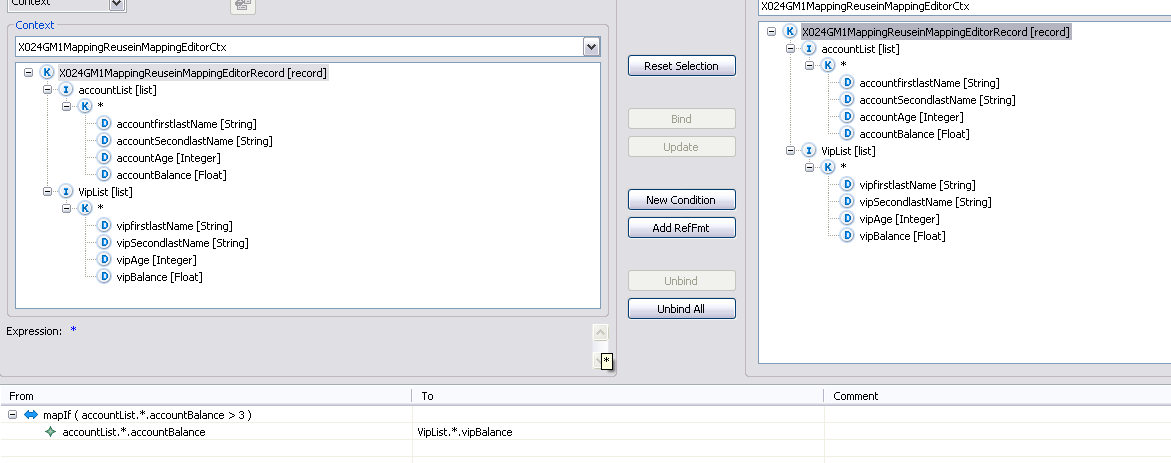 Context
Context
X024GM1MappingReuseinMappingEditorCtx
K X024GM1MappingReuseinMappingEditorRecord [record]
I accountList [list]
K *
D accountfirstlastName [String]
D accountSecondlastName [String]
D accountAge [Integer]
D accountBalance [Float]
I VipList [list]
K *
D vipfirstlastName [String]
D vipSecondlastName [String]
D vipAge [Integer]
D vipBalance [Float]
Expression: *
*
Reset Selection
Bind
Update
New Condition
Add RefFmt
Unbind
Unbind All
X024GM1MappingReuseinMappingEditorCtx
K X024GM1MappingReuseinMappingEditorRecord [record]
I accountList [list]
K *
D accountfirstlastName [String]
D accountSecondlastName [String]
D accountAge [Integer]
D accountBalance [Float]
I VipList [list]
K *
D vipfirstlastName [String]
D vipSecondlastName [String]
D vipAge [Integer]
D vipBalance [Float]
From To Comment
mapIf ( accountList.*.accountBalance > 3 )
accountList.*.accountBalance VipList.*.vipBalance